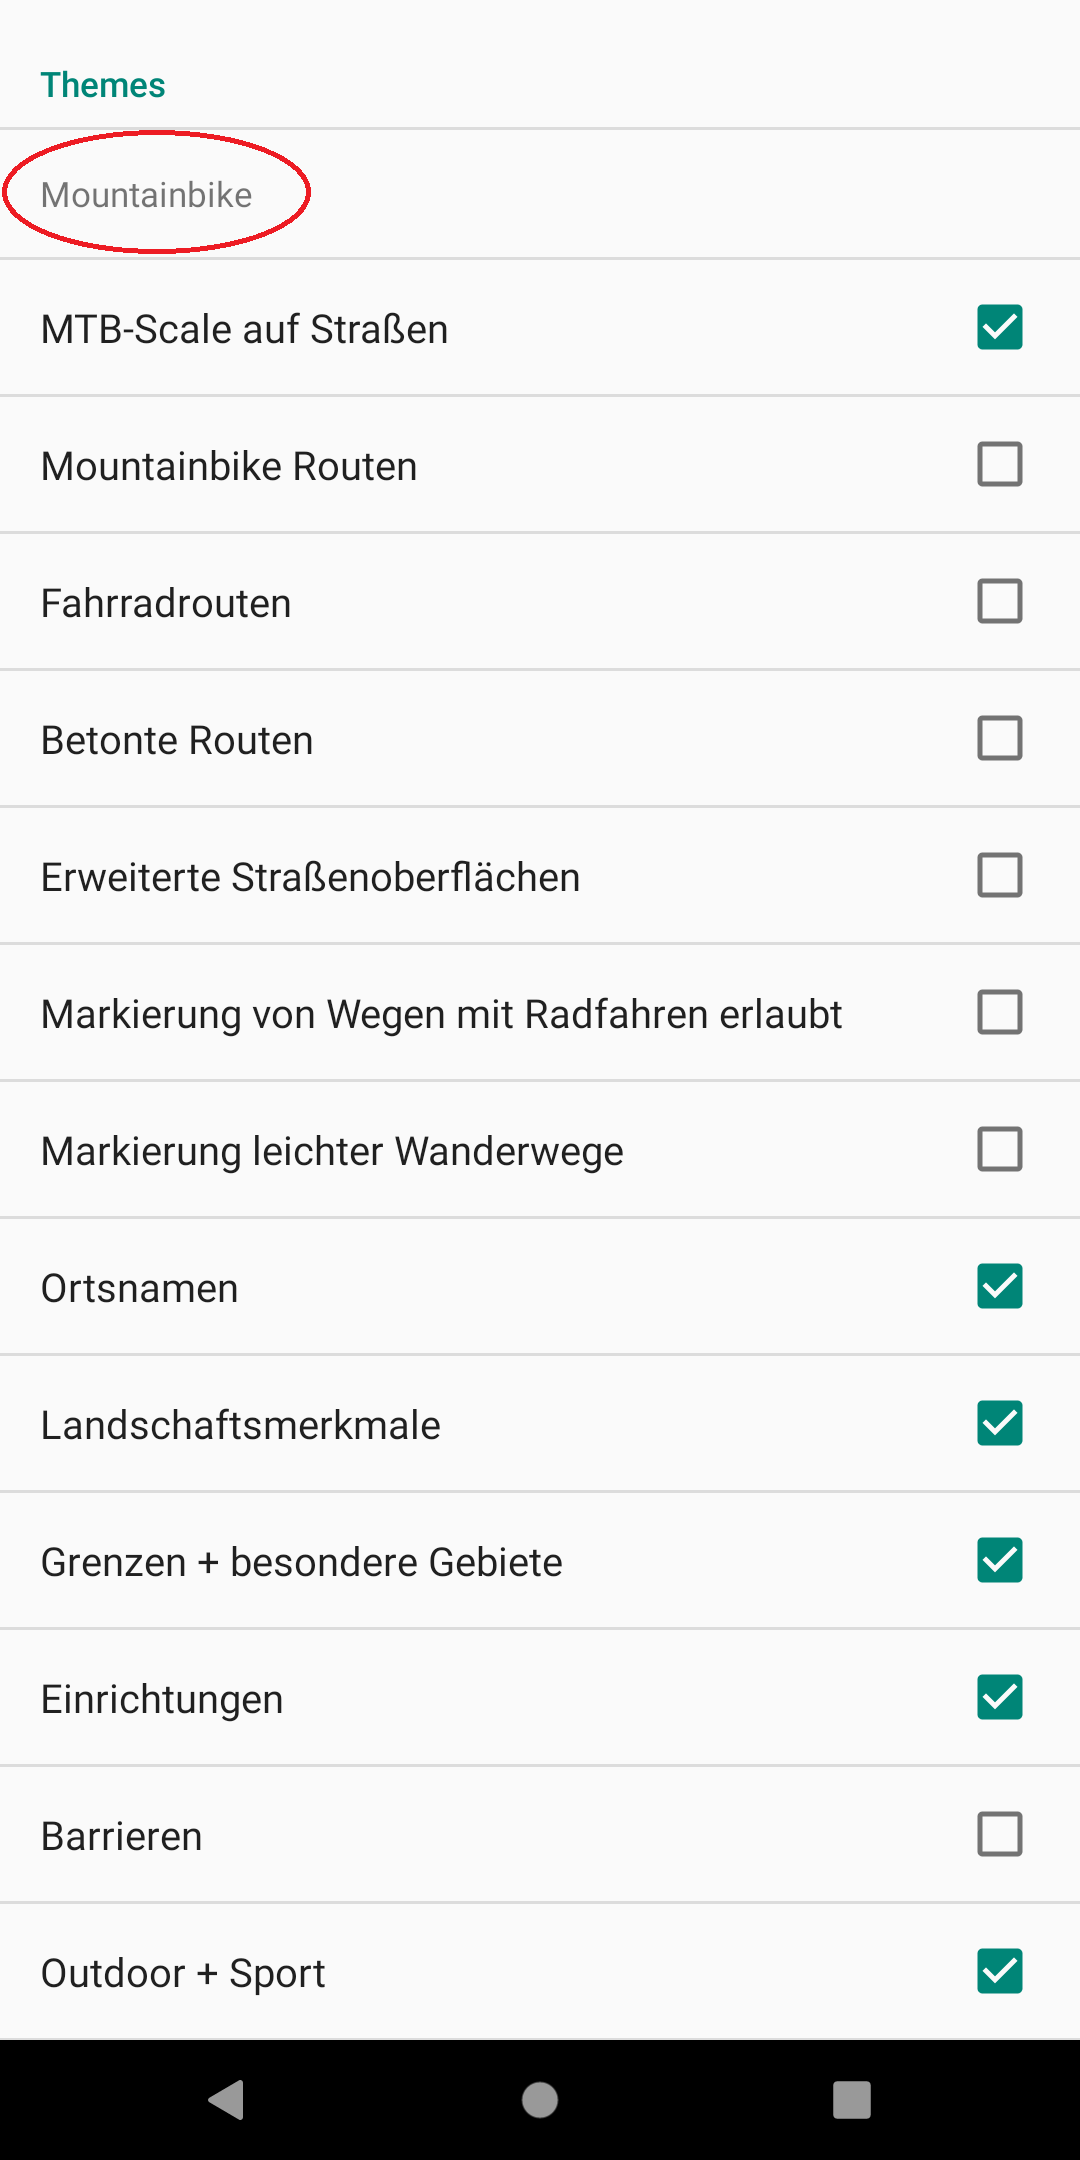 Themes
Mountainbike
MTB-Scale auf Straßen
Mountainbike Routen
Fahrradrouten
Betonte Routen
Erweiterte Straßenoberflächen
Markierung von Wegen mit Radfahren erlaubt
Markierung leichter Wanderwege
Ortsnamen
Landschaftsmerkmale
Grenzen + besondere Gebiete
Einrichtungen
Barrieren
Outdoor + Sport